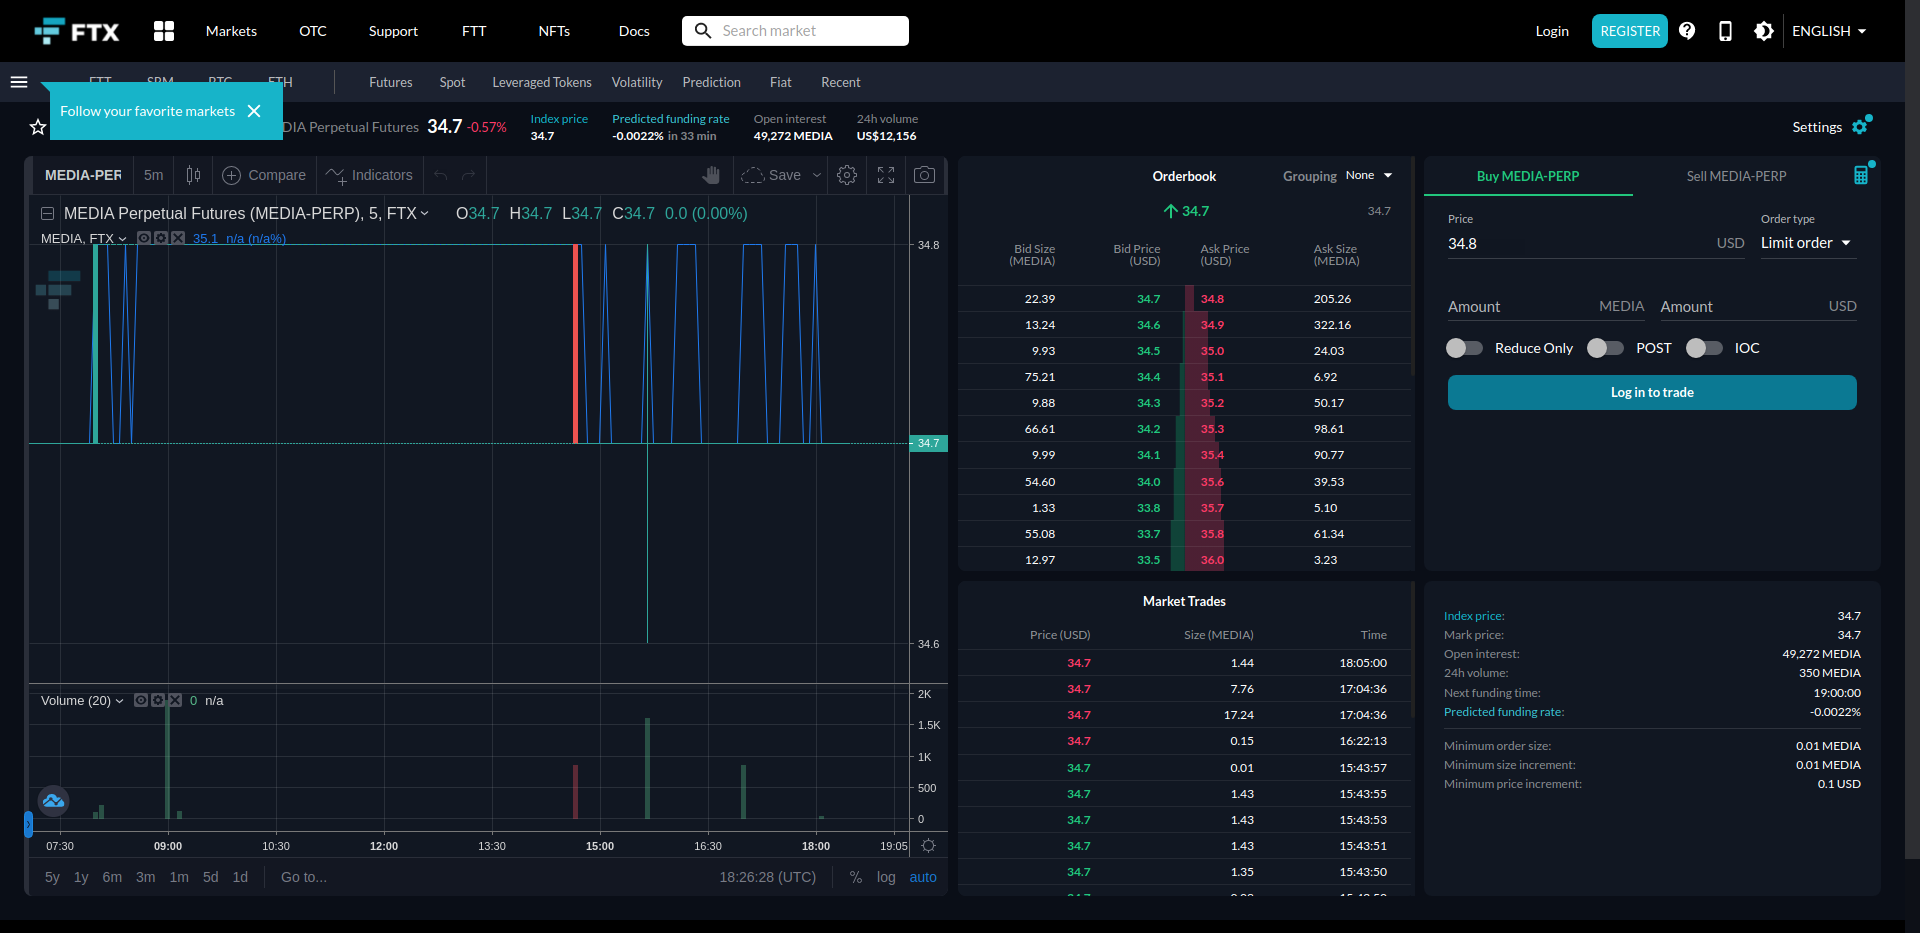 FTX Markets OTC Support FTT NFTs Docs Search market Login REGISTER ENGLISH
FTT SRM BTC ETH Futures Spot Leveraged Tokens Volatility Prediction Fiat Recent
Follow your favorite markets
DIA Perpetual Futures 34.7 -0.57%
Index price
34.7
Predicted funding rate
-0.0022% in 33 min
Open interest
49,272 MEDIA
24h volume
US$12,156
Settings
MEDIA-PER 5m Compare Indicators Save
MEDIA Perpetual Futures (MEDIA-PERP), 5, FTX O34.7 H34.7 L34.7 C34.7 0.0 (0.00%)
MEDIA, FTX 35.1 n/a (n/a%)
34.8
34.7
34.6
Volume (20) 0 n/a
2K
1.5K
1K
500
0
07:30 09:00 10:30 12:00 13:30 15:00 16:30 18:00 19:05
5y 1y 6m 3m 1m 5d 1d Go to... 18:26:28 (UTC) % log auto
Orderbook Grouping None
34.7 34.7
Bid Size (MEDIA) Bid Price (USD) Ask Price (USD) Ask Size (MEDIA)
22.39 34.7 34.8 205.26
13.24 34.6 34.9 322.16
9.93 34.5 35.0 24.03
75.21 34.4 35.1 6.92
9.88 34.3 35.2 50.17
66.61 34.2 35.3 98.61
9.99 34.1 35.4 90.77
54.60 34.0 35.6 39.53
1.33 33.8 35.7 5.10
55.08 33.7 35.8 61.34
12.97 33.5 36.0 3.23
Market Trades
Price (USD) Size (MEDIA) Time
34.7 1.44 18:05:00
34.7 7.76 17:04:36
34.7 17.24 17:04:36
34.7 0.15 16:22:13
34.7 0.01 15:43:57
34.7 1.43 15:43:55
34.7 1.43 15:43:53
34.7 1.43 15:43:51
34.7 1.35 15:43:50
Buy MEDIA-PERP Sell MEDIA-PERP
Price Order type
34.8 USD Limit order
Amount MEDIA Amount USD
Reduce Only POST IOC
Log in to trade
Index price: 34.7
Mark price: 34.7
Open interest: 49,272 MEDIA
24h volume: 350 MEDIA
Next funding time: 19:00:00
Predicted funding rate: -0.0022%
Minimum order size: 0.01 MEDIA
Minimum size increment: 0.01 MEDIA
Minimum price increment: 0.1 USD